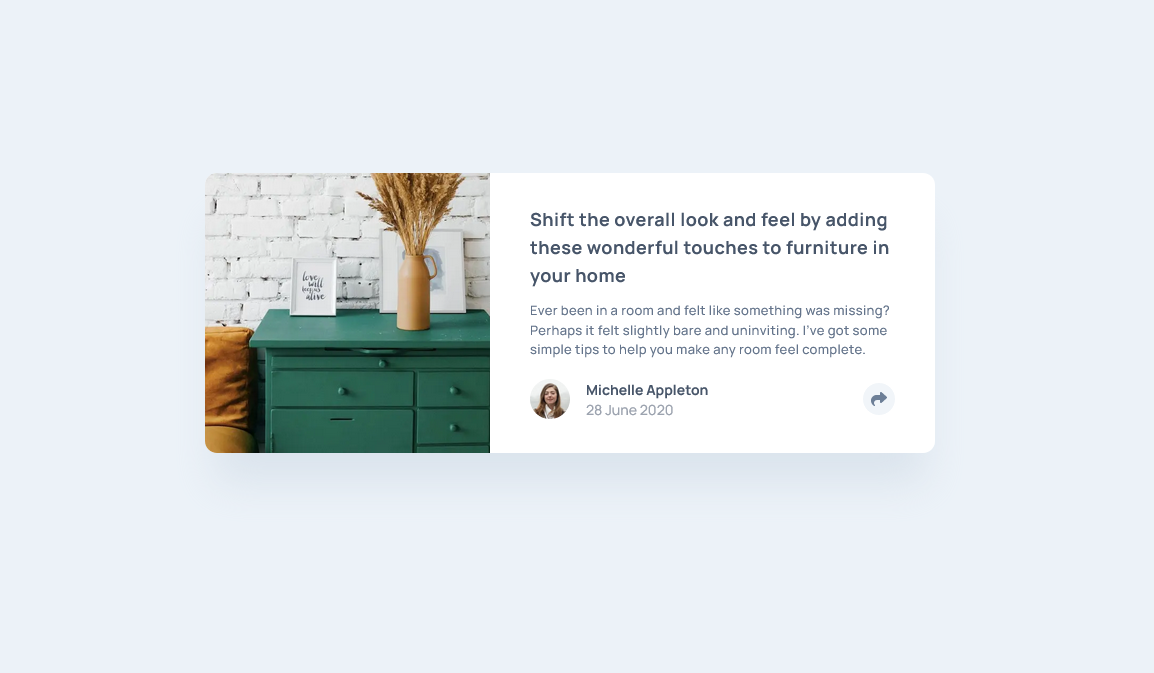 love
will
keep us
alive
Shift the overall look and feel by adding
these wonderful touches to furniture in
your home
Ever been in a room and felt like something was missing?
Perhaps it felt slightly bare and uninviting. I’ve got some
simple tips to help you make any room feel complete.
Michelle Appleton
28 June 2020